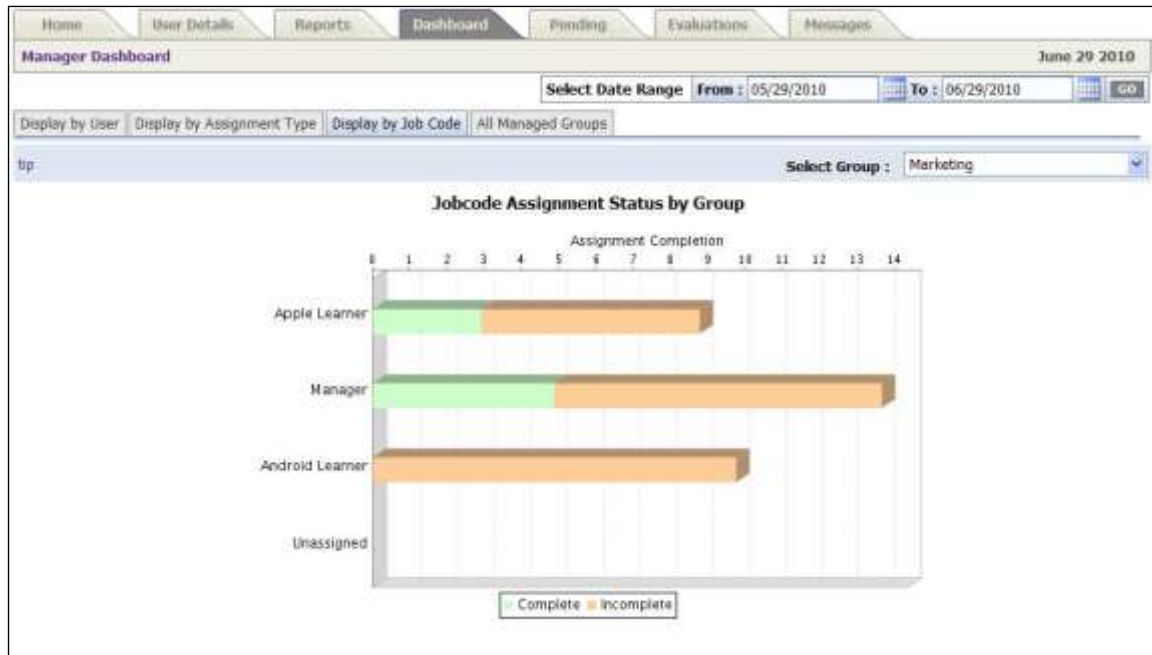 Home User Details Reports Dashboard Pending Evaluations Messages
Manager Dashboard June 29 2010
Select Date Range From : 05/29/2010 To : 06/29/2010 GO
Display by User Display by Assignment Type Display by Job Code All Managed Groups
tip Select Group : Marketing
Jobcode Assignment Status by Group
Assignment Completion
0 1 2 3 4 5 6 7 8 9 10 11 12 13 14
Apple Learner
Manager
Android Learner
Unassigned
Complete Incomplete